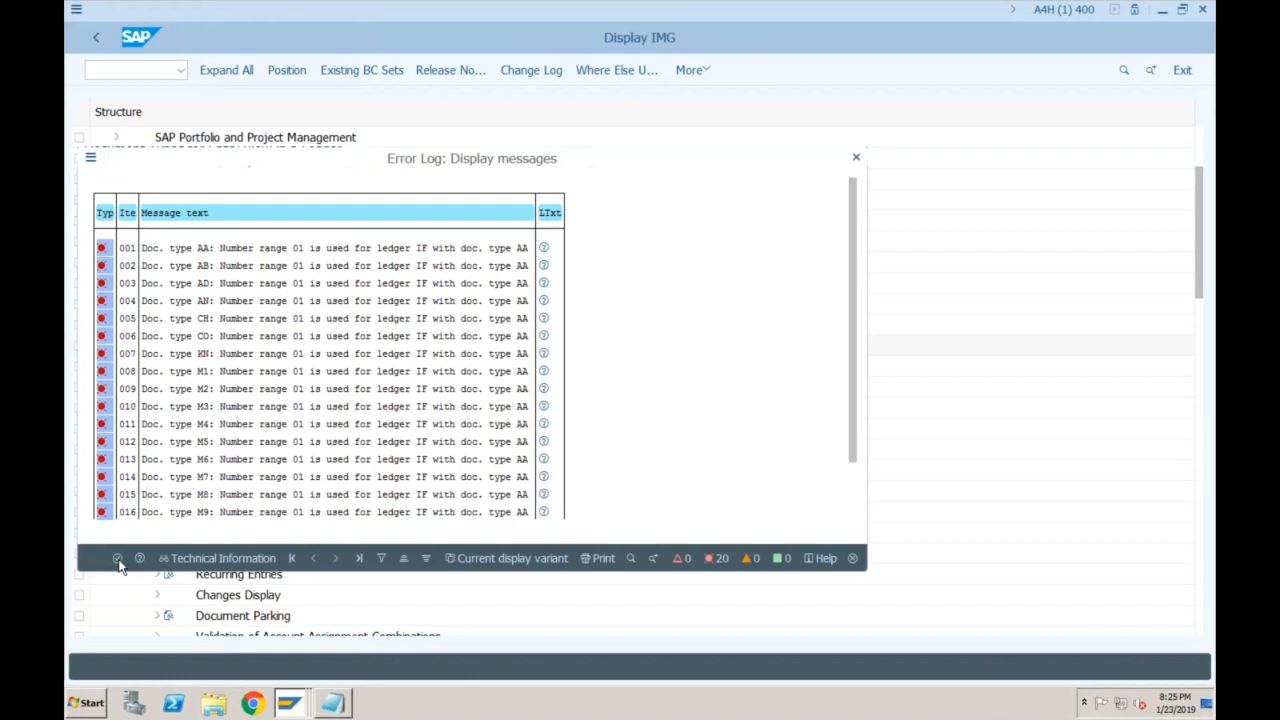 A4H (1) 400
SAP
Display IMG
Expand All Position Existing BC Sets Release No... Change Log Where Else U... More Exit
Structure
SAP Portfolio and Project Management
Error Log: Display messages
Typ Ite Message text LTxt
001 Doc. type AA: Number range 01 is used for ledger IF with doc. type AA
002 Doc. type AB: Number range 01 is used for ledger IF with doc. type AA
003 Doc. type AD: Number range 01 is used for ledger IF with doc. type AA
004 Doc. type AN: Number range 01 is used for ledger IF with doc. type AA
005 Doc. type CH: Number range 01 is used for ledger IF with doc. type AA
006 Doc. type CO: Number range 01 is used for ledger IF with doc. type AA
007 Doc. type KN: Number range 01 is used for ledger IF with doc. type AA
008 Doc. type M1: Number range 01 is used for ledger IF with doc. type AA
009 Doc. type M2: Number range 01 is used for ledger IF with doc. type AA
010 Doc. type M3: Number range 01 is used for ledger IF with doc. type AA
011 Doc. type M4: Number range 01 is used for ledger IF with doc. type AA
012 Doc. type M5: Number range 01 is used for ledger IF with doc. type AA
013 Doc. type M6: Number range 01 is used for ledger IF with doc. type AA
014 Doc. type M7: Number range 01 is used for ledger IF with doc. type AA
015 Doc. type M8: Number range 01 is used for ledger IF with doc. type AA
016 Doc. type M9: Number range 01 is used for ledger IF with doc. type AA
Technical Information Current display variant Print 0 20 0 0 Help
Recurring Entries
Changes Display
Document Parking
Validation of Account Assignment Combinations
Start
8:25 PM
1/23/2019